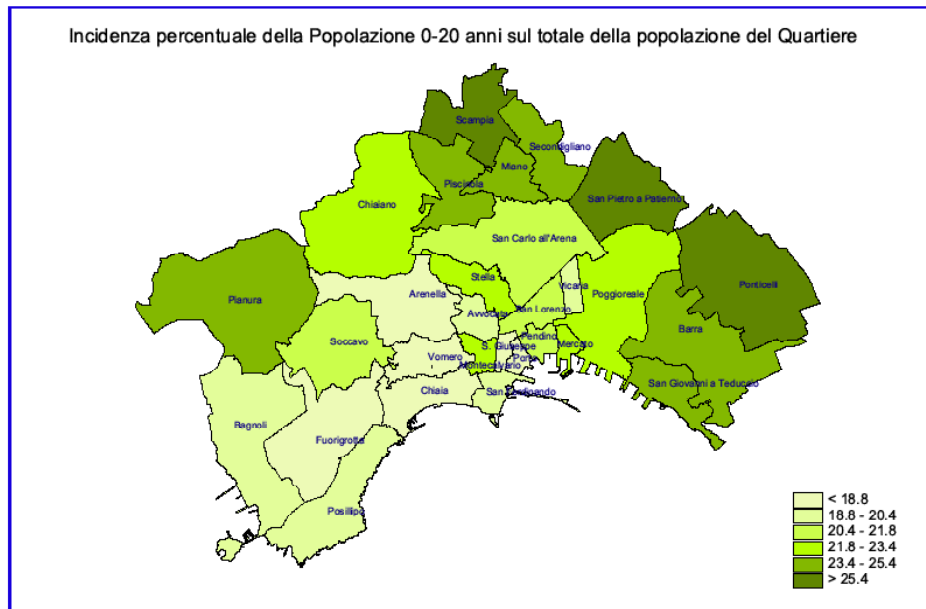 Incidenza percentuale della Popolazione 0-20 anni sul totale della popolazione del Quartiere
Scampia
Secondigliano
Miano
Piscinola
San Pietro a Patierno
Chiaiano
San Carlo all'Arena
Stella
Vicaria
Ponticelli
Arenella
Poggioreale
Pianura
Avvocata
San Lorenzo
Barra
Soccavo
Pendino
S. Giuseppe
Mercato
Vomero
Porto
Montecalvario
San Giovanni a Teduccio
Chiaia
San Ferdinando
Bagnoli
Fuorigrotta
Posillipo
< 18.8
18.8 - 20.4
20.4 - 21.8
21.8 - 23.4
23.4 - 25.4
> 25.4